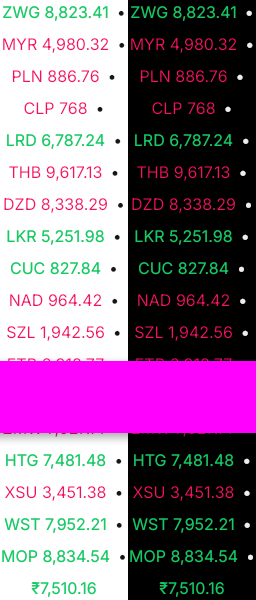 ZWG 8,823.41 • ZWG 8,823.41 •
MYR 4,980.32 • MYR 4,980.32 •
PLN 886.76 • PLN 886.76 •
CLP 768 • CLP 768 •
LRD 6,787.24 • LRD 6,787.24 •
THB 9,617.13 • THB 9,617.13 •
DZD 8,338.29 • DZD 8,338.29 •
LKR 5,251.98 • LKR 5,251.98 •
CUC 827.84 • CUC 827.84 •
NAD 964.42 • NAD 964.42 •
SZL 1,942.56 • SZL 1,942.56 •
HTG 7,481.48 • HTG 7,481.48 •
XSU 3,451.38 • XSU 3,451.38 •
WST 7,952.21 • WST 7,952.21 •
MOP 8,834.54 • MOP 8,834.54 •
₹7,510.16 ₹7,510.16